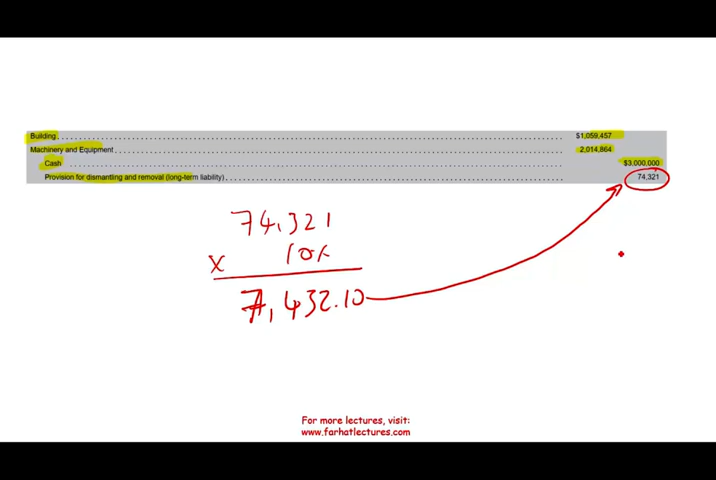 Building $1,059,457
Machinery and Equipment 2,014,864
Cash $3,000,000
Provision for dismantling and removal (long-term liability) 74,321
74,321
x 10%
7,432.10
For more lectures, visit:
www.farhatlectures.com